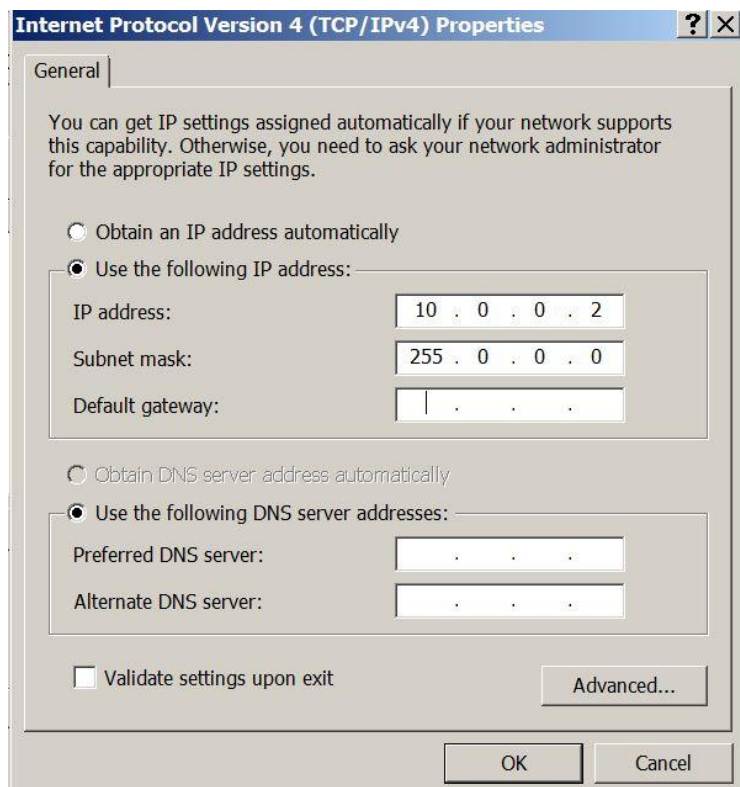 Internet Protocol Version 4 (TCP/IPv4) Properties ? X
General
You can get IP settings assigned automatically if your network supports
this capability. Otherwise, you need to ask your network administrator
for the appropriate IP settings.
Obtain an IP address automatically
Use the following IP address:
IP address: 10 . 0 . 0 . 2
Subnet mask: 255 . 0 . 0 . 0
Default gateway: . . .
Obtain DNS server address automatically
Use the following DNS server addresses:
Preferred DNS server: . . .
Alternate DNS server: . . .
Validate settings upon exit
Advanced...
OK Cancel